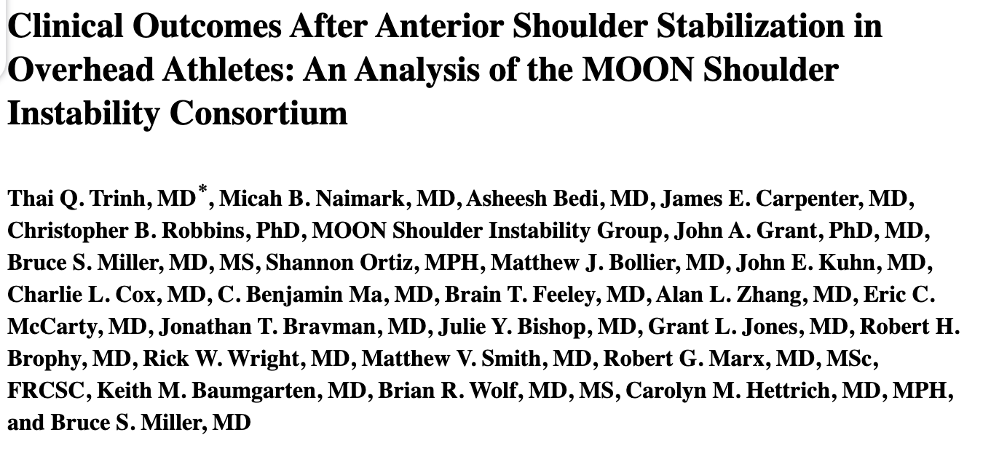 Clinical Outcomes After Anterior Shoulder Stabilization in
Overhead Athletes: An Analysis of the MOON Shoulder
Instability Consortium
Thai Q. Trinh, MD*, Micah B. Naimark, MD, Asheesh Bedi, MD, James E. Carpenter, MD,
Christopher B. Robbins, PhD, MOON Shoulder Instability Group, John A. Grant, PhD, MD,
Bruce S. Miller, MD, MS, Shannon Ortiz, MPH, Matthew J. Bollier, MD, John E. Kuhn, MD,
Charlie L. Cox, MD, C. Benjamin Ma, MD, Brain T. Feeley, MD, Alan L. Zhang, MD, Eric C.
McCarty, MD, Jonathan T. Bravman, MD, Julie Y. Bishop, MD, Grant L. Jones, MD, Robert H.
Brophy, MD, Rick W. Wright, MD, Matthew V. Smith, MD, Robert G. Marx, MD, MSc,
FRCSC, Keith M. Baumgarten, MD, Brian R. Wolf, MD, MS, Carolyn M. Hettrich, MD, MPH,
and Bruce S. Miller, MD